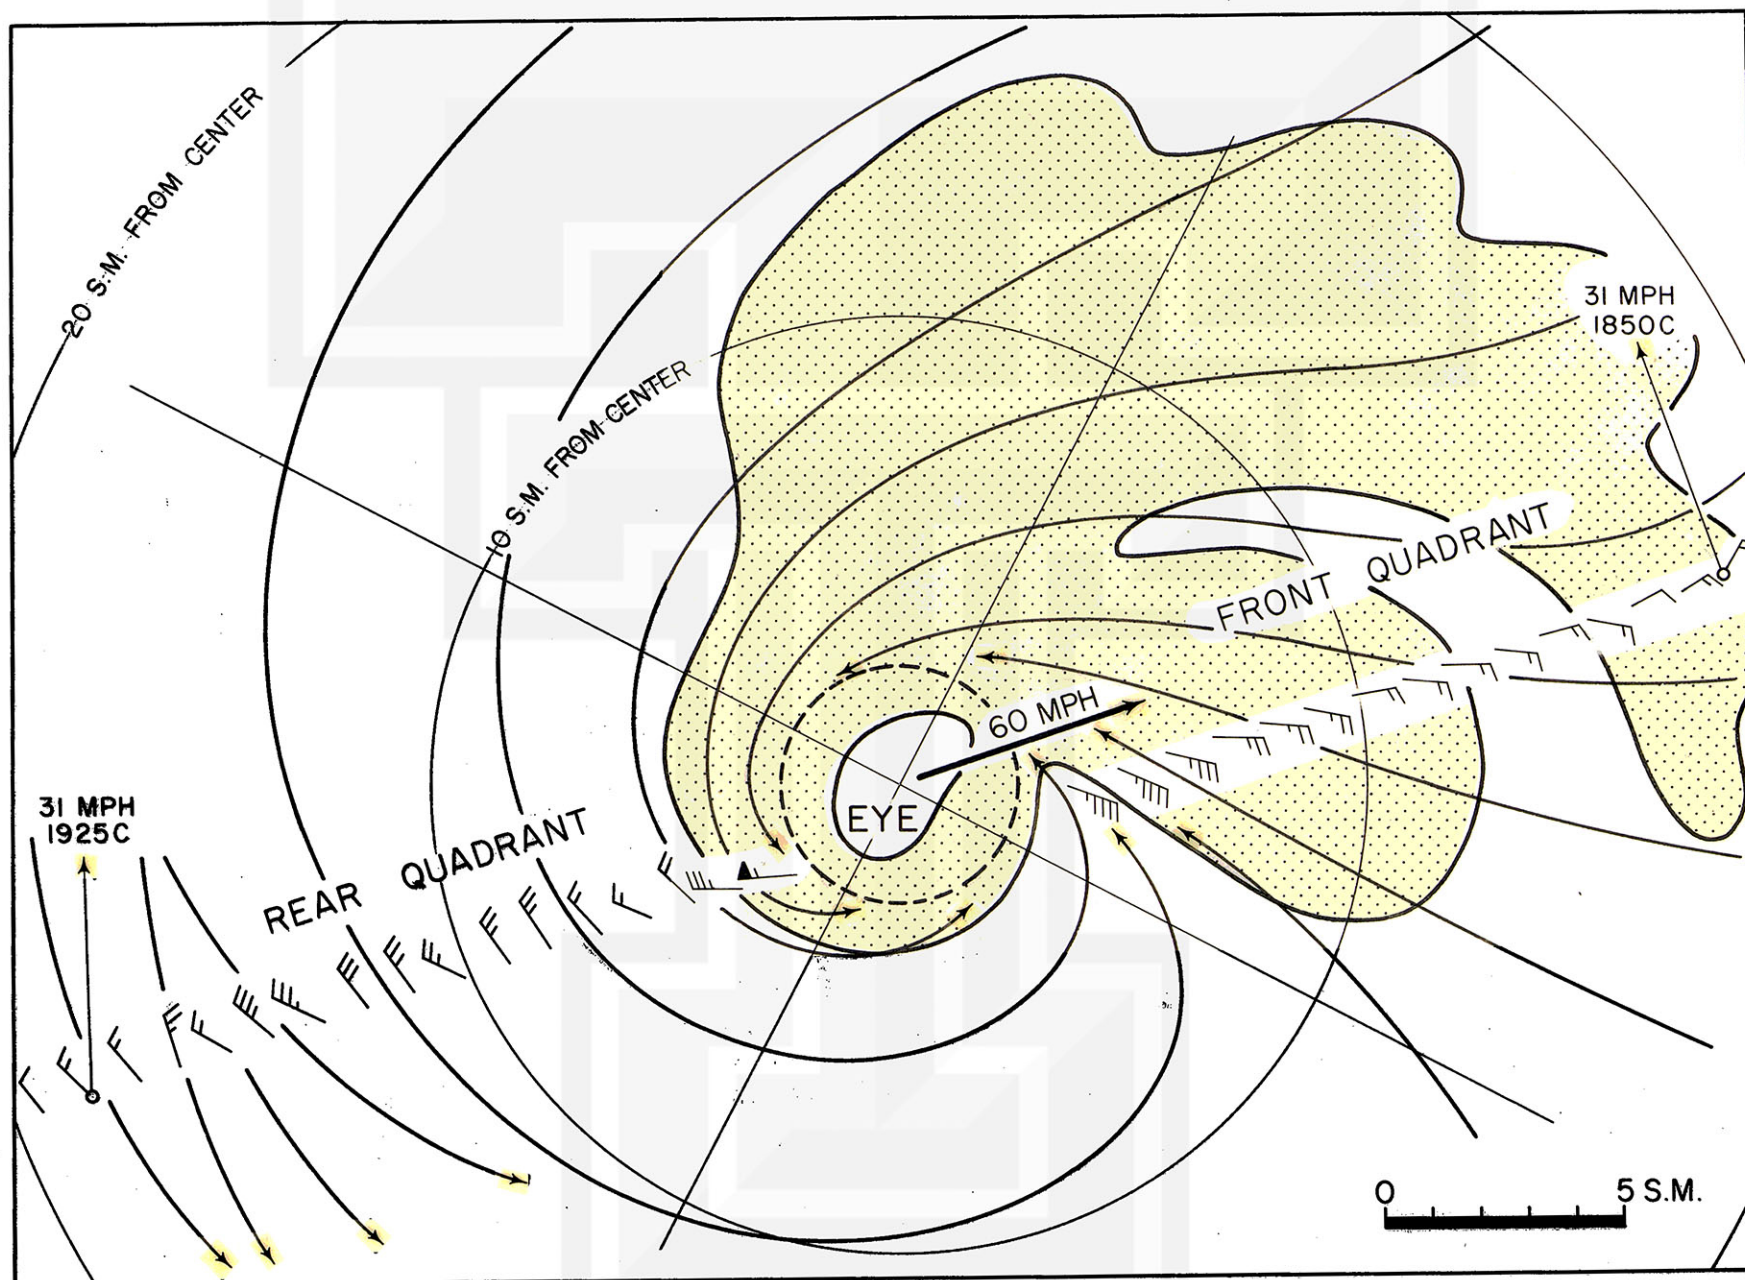 20 S.M. FROM CENTER
10 S.M. FROM CENTER
31 MPH
1850C
FRONT QUADRANT
60 MPH
EYE
31 MPH
1925C
REAR QUADRANT
0 5 S.M.